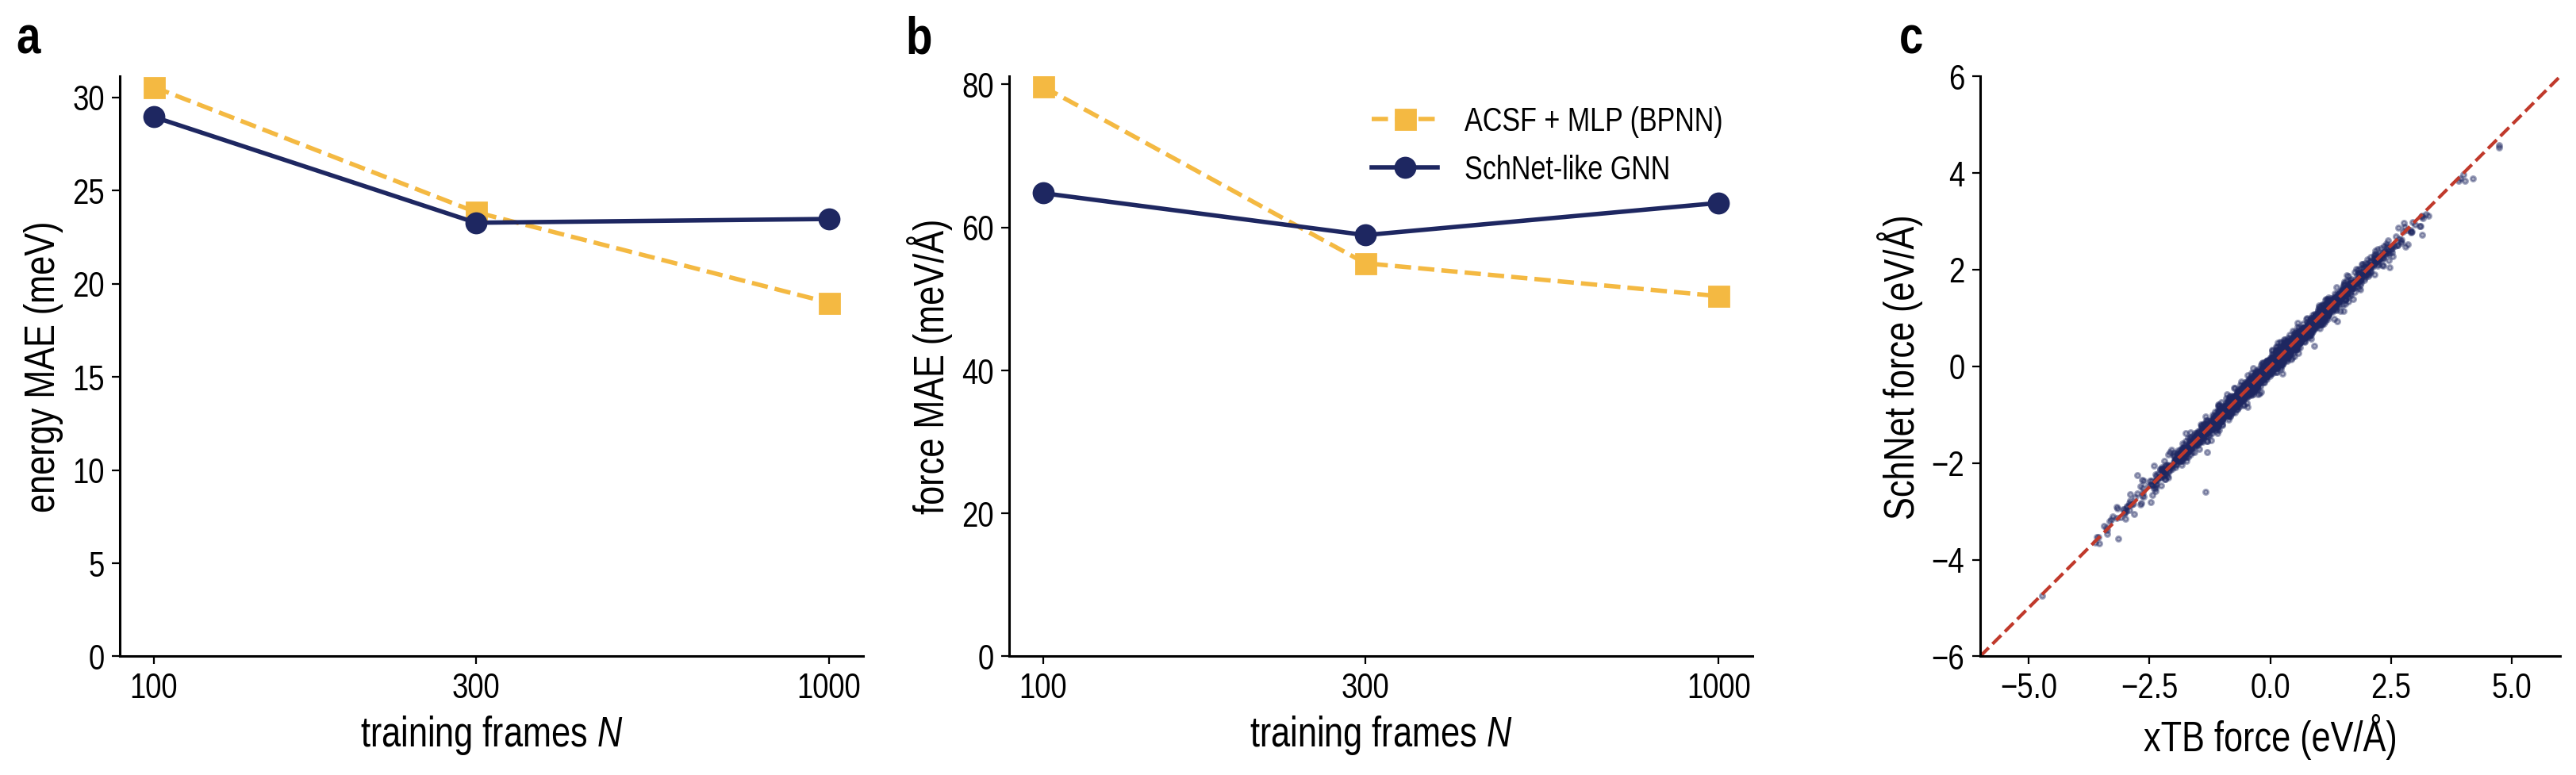 a
30
25
20
15
10
5
0
100
300
1000
energy MAE (meV)
training frames N
b
80
60
40
20
0
100
300
1000
force MAE (meV/Å)
training frames N
ACSF + MLP (BPNN)
SchNet-like GNN
c
6
4
2
0
−2
−4
−6
−5.0
−2.5
0.0
2.5
5.0
SchNet force (eV/Å)
xTB force (eV/Å)